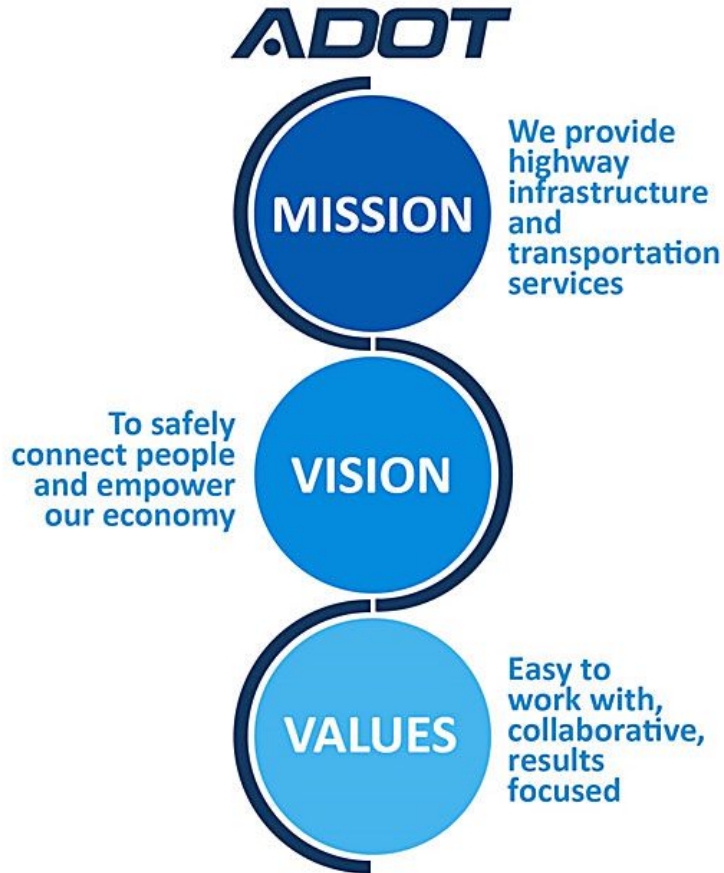 ADOT
MISSION
We provide
highway
infrastructure
and
transportation
services
To safely
connect people
and empower
our economy
VISION
VALUES
Easy to
work with,
collaborative,
results
focused